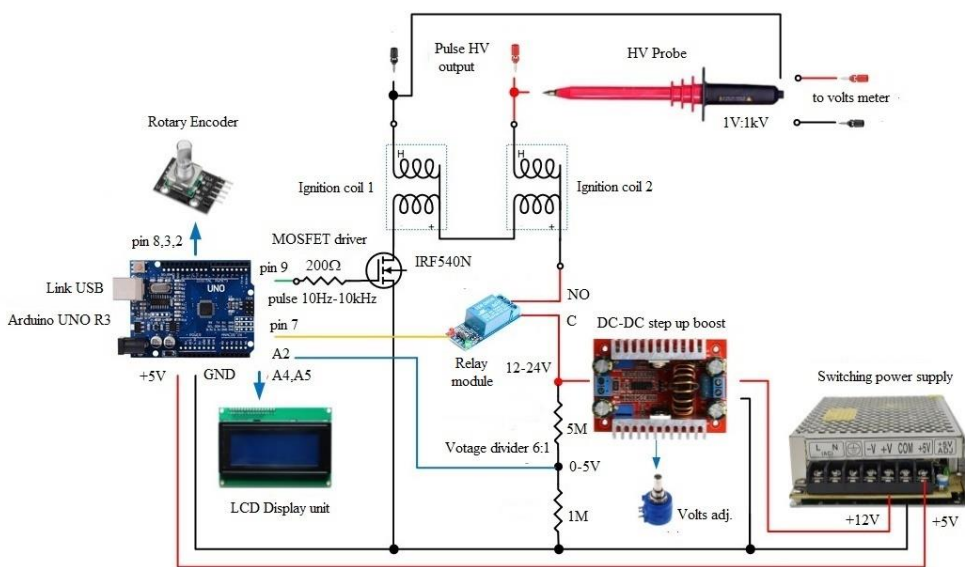 Pulse HV
output
HV Probe
to volts meter
1V:1kV
Rotary Encoder
H
H
Ignition coil 1
Ignition coil 2
+
+
pin 8,3,2
MOSFET driver
IRF540N
pin 9
200Ω
UNO
Link USB
pulse 10Hz-10kHz
NO
Arduino UNO R3
pin 7
C
DC-DC step up boost
A2
Relay
module
12-24V
+5V
GND
A4,A5
Switching power supply
5M
Votage divider 6:1
L
N
-V
+V
COM
+5V
0-5V
LCD Display unit
1M
Volts adj.
+12V
+5V